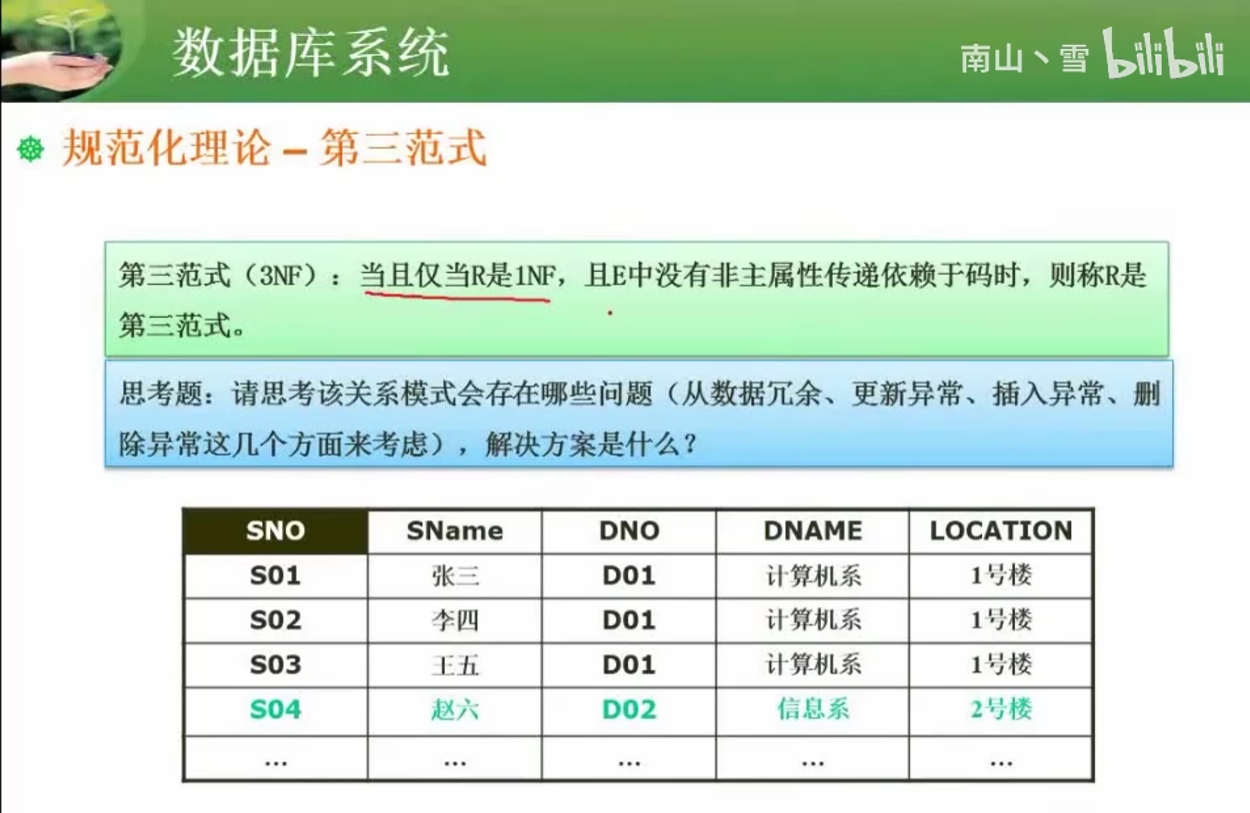 数据库系统
南山丶雪 bilibili
规范化理论 – 第三范式
第三范式（3NF）：当且仅当R是1NF，且E中没有非主属性传递依赖于码时，则称R是
第三范式。
思考题：请思考该关系模式会存在哪些问题（从数据冗余、更新异常、插入异常、删
除异常这几个方面来考虑），解决方案是什么？
SNO SName DNO DNAME LOCATION
S01 张三 D01 计算机系 1号楼
S02 李四 D01 计算机系 1号楼
S03 王五 D01 计算机系 1号楼
S04 赵六 D02 信息系 2号楼
… … … … …